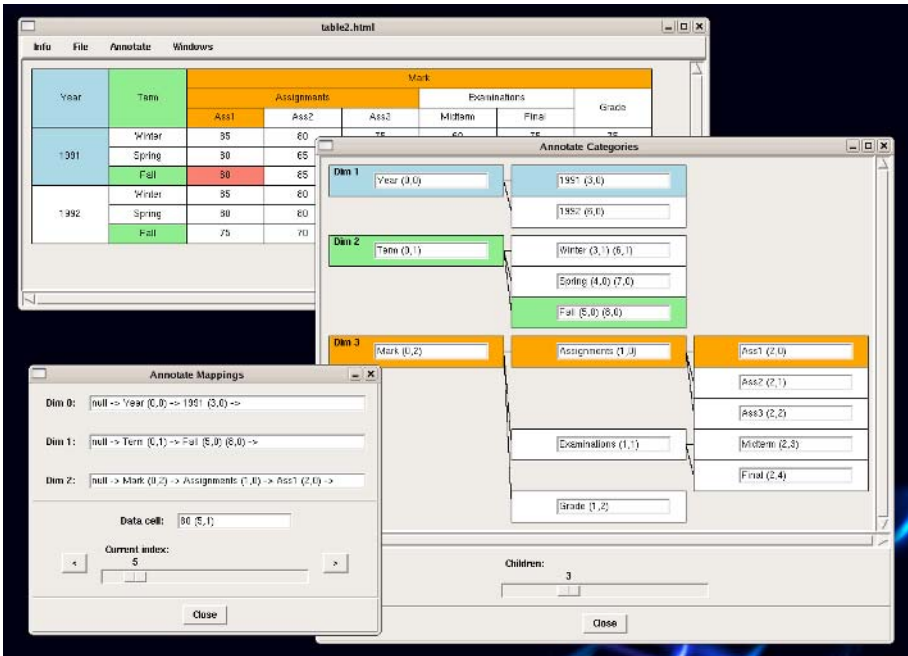 table2.html
Info File Annotate Windows
Year Term Mark
Assignments Examinations Grade
Ass1 Ass2 Ass3 Midterm Final
1991 Winter 85 80 75 60 75 75
Spring 80 65
Fall 80 85
1992 Winter 85 80
Spring 80 80
Fall 75 70
Annotate Categories
Dim 1
Year (0,0) 1991 (3,0)
1992 (6,0)
Dim 2
Term (0,1) Winter (3,1) (6,1)
Spring (4,0) (7,0)
Fall (5,0) (8,0)
Dim 3
Mark (0,2) Assignments (1,0) Ass1 (2,0)
Ass2 (2,1)
Ass3 (2,2)
Examinations (1,1) Midterm (2,3)
Final (2,4)
Grade (1,2)
Children:
3
Close
Annotate Mappings
Dim 0: null -> Year (0,0) -> 1991 (3,0) ->
Dim 1: null -> Term (0,1) -> Fall (5,0) (8,0) ->
Dim 2: null -> Mark (0,2) -> Assignments (1,0) -> Ass1 (2,0) ->
Data cell: 80 (5,1)
Current index:
< 5 >
Close